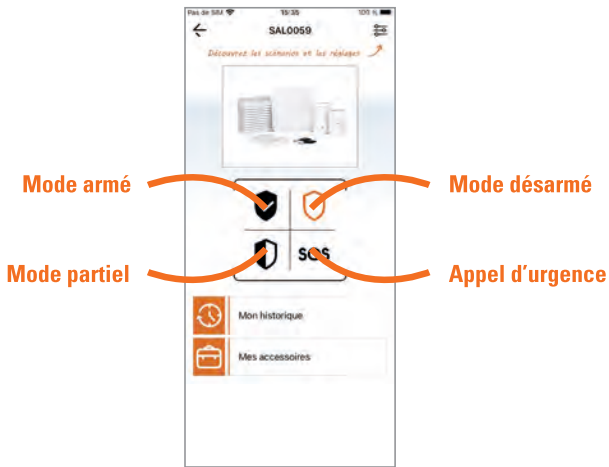 Pas de SIM 15:35 100 %
SAL0059
Découvrez les scénarios et les réglages
Mode armé
Mode désarmé
Mode partiel
SOS
Appel d’urgence
Mon historique
Mes accessoires